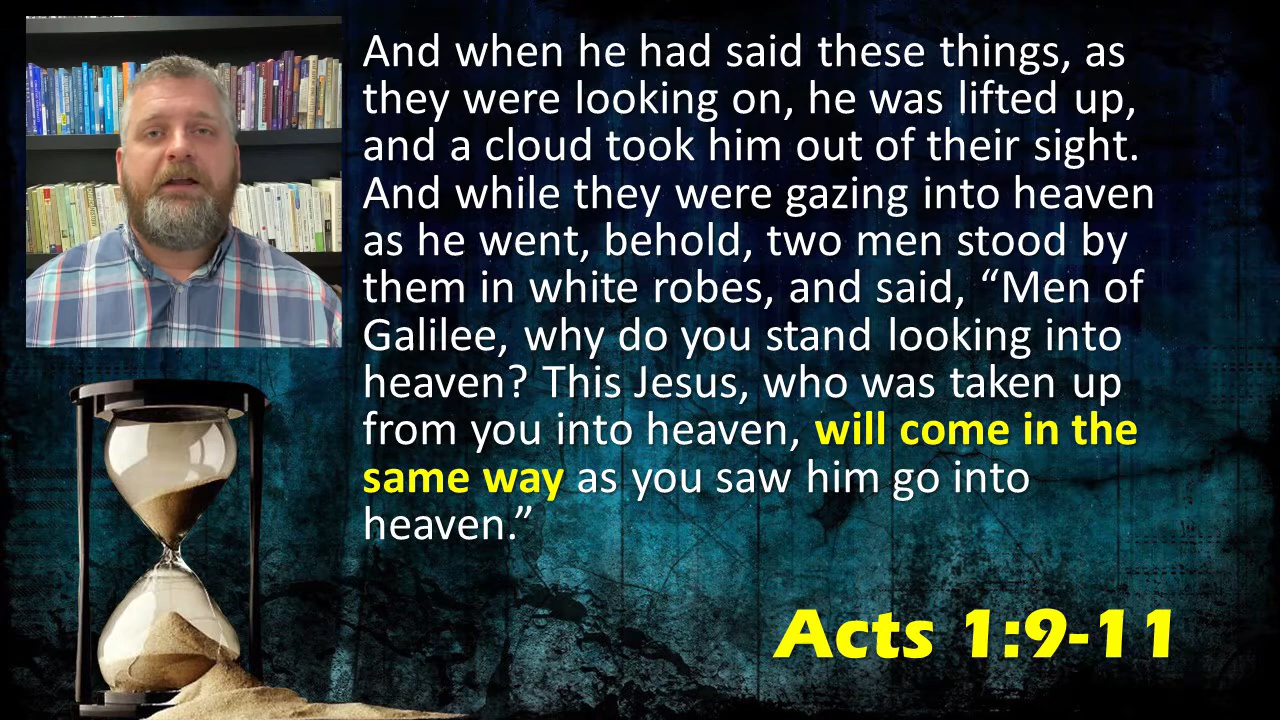 And when he had said these things, as
they were looking on, he was lifted up,
and a cloud took him out of their sight.
And while they were gazing into heaven
as he went, behold, two men stood by
them in white robes, and said, “Men of
Galilee, why do you stand looking into
heaven? This Jesus, who was taken up
from you into heaven, will come in the
same way as you saw him go into
heaven.”
Acts 1:9-11